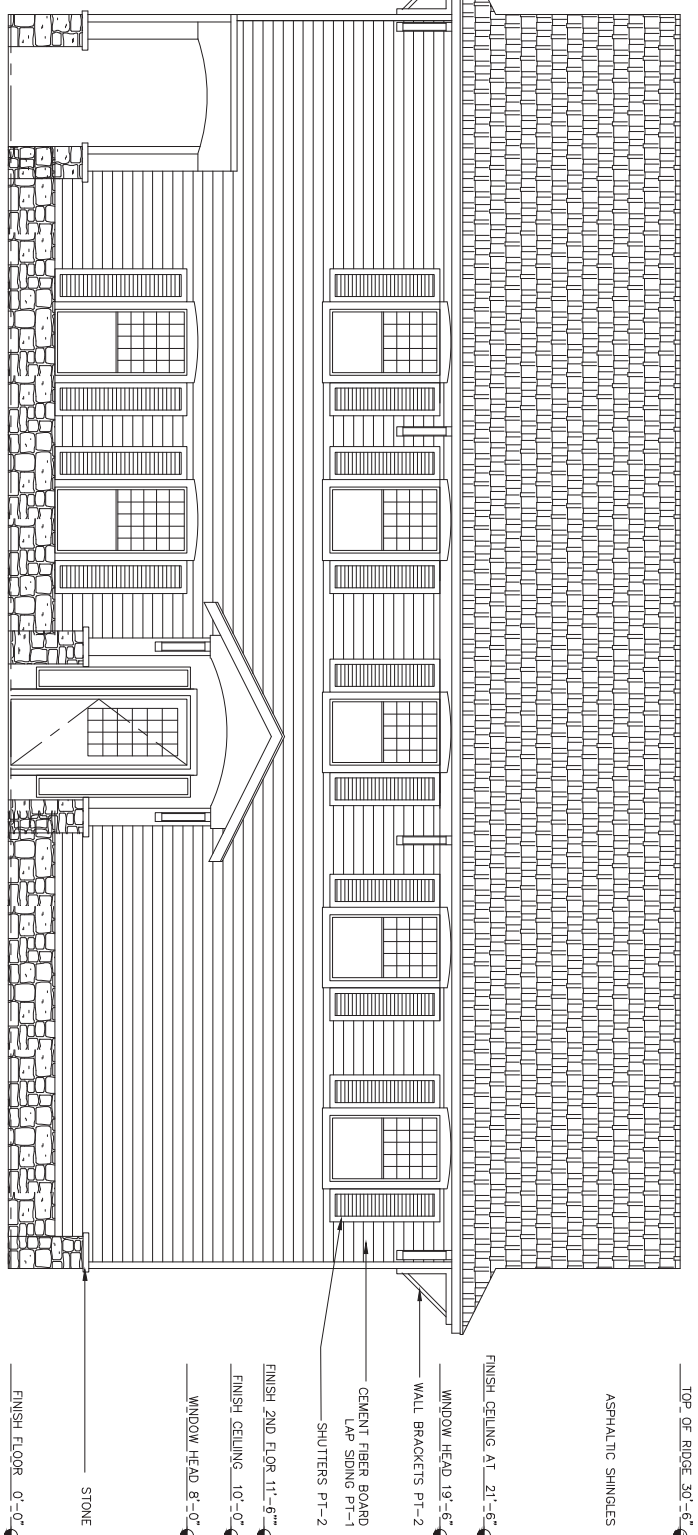 TOP OF RIDGE 30'-6"
ASPHALTIC SHINGLES
FINISH CEILING AT 21'-6"
WINDOW HEAD 19'-6"
WALL BRACKETS PT-2
CEMENT FIBER BOARD
LAP SIDING PT-1
SHUTTERS PT-2
FINISH 2ND FLOR 11'-6""
FINISH CEILING 10'-0"
WINDOW HEAD 8'-0"
STONE
FINISH FLOOR 0'-0"